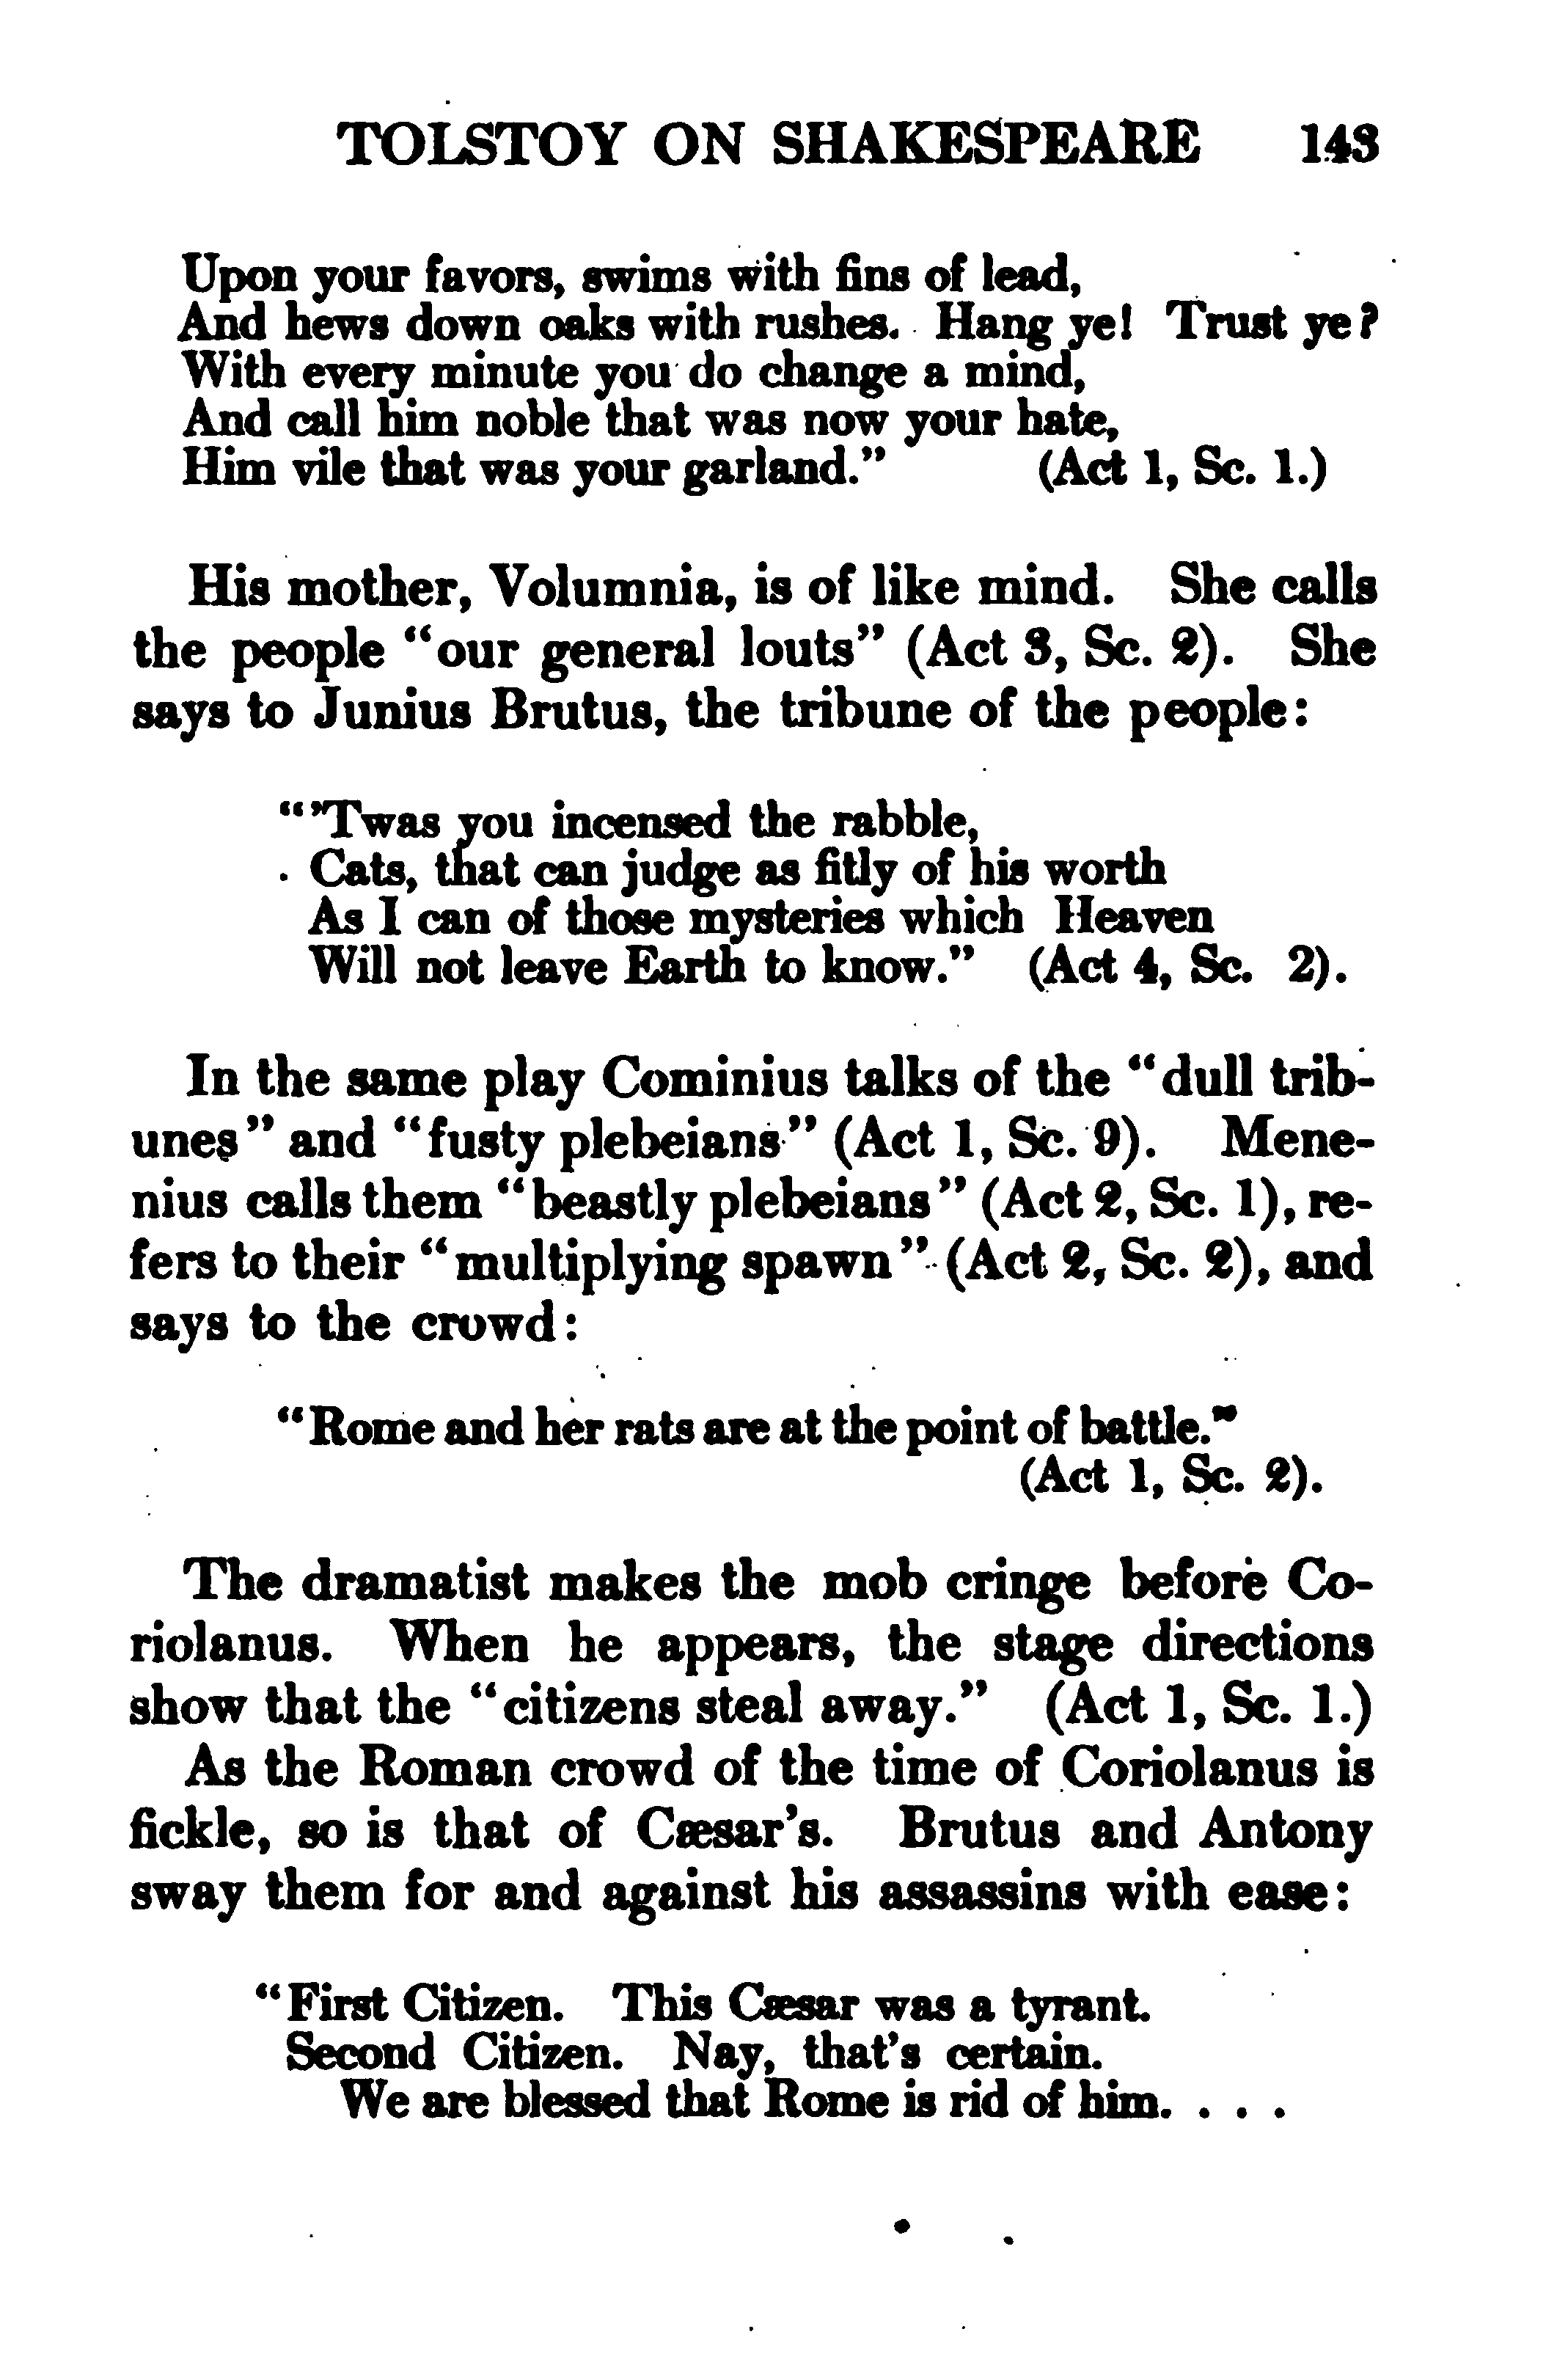 TOLSTOY ON SHAKESPEARE 143
Upon your favors, swims with fins of lead,
And hews down oaks with rushes. Hang ye! Trust ye?
With every minute you do change a mind,
And call him noble that was now your hate,
Him vile that was your garland.” (Act 1, Sc. 1.)
His mother, Volumnia, is of like mind. She calls
the people “our general louts” (Act 3, Sc. 2). She
says to Junius Brutus, the tribune of the people:
“’Twas you incensed the rabble,
Cats, that can judge as fitly of his worth
As I can of those mysteries which Heaven
Will not leave Earth to know.” (Act 4, Sc. 2).
In the same play Cominius talks of the “dull trib-
unes” and “fusty plebeians” (Act 1, Sc. 9). Mene-
nius calls them “beastly plebeians” (Act 2, Sc. 1), re-
fers to their “multiplying spawn” (Act 2, Sc. 2), and
says to the crowd:
“Rome and her rats are at the point of battle.”
(Act 1, Sc. 2).
The dramatist makes the mob cringe before Co-
riolanus. When he appears, the stage directions
show that the “citizens steal away.” (Act 1, Sc. 1.)
As the Roman crowd of the time of Coriolanus is
fickle, so is that of Cæsar’s. Brutus and Antony
sway them for and against his assassins with ease:
“First Citizen. This Cæsar was a tyrant.
Second Citizen. Nay, that’s certain.
We are blessed that Rome is rid of him. . . .